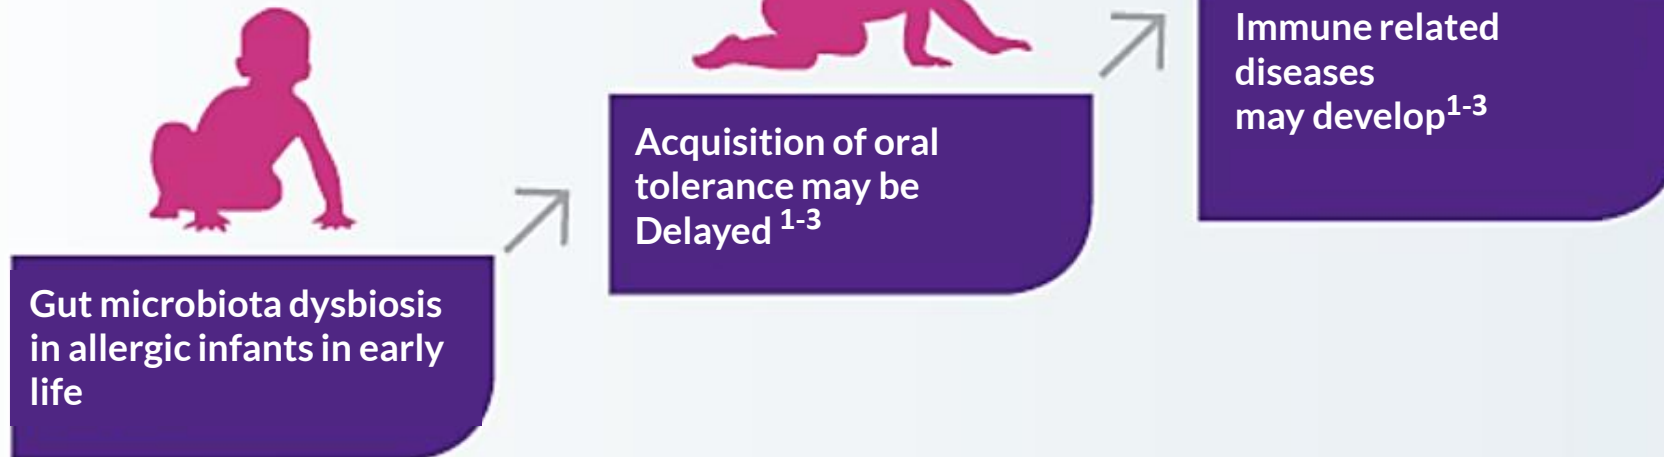 Immune related
diseases
may develop1-3
Acquisition of oral
tolerance may be
Delayed 1-3
Gut microbiota dysbiosis
in allergic infants in early
life